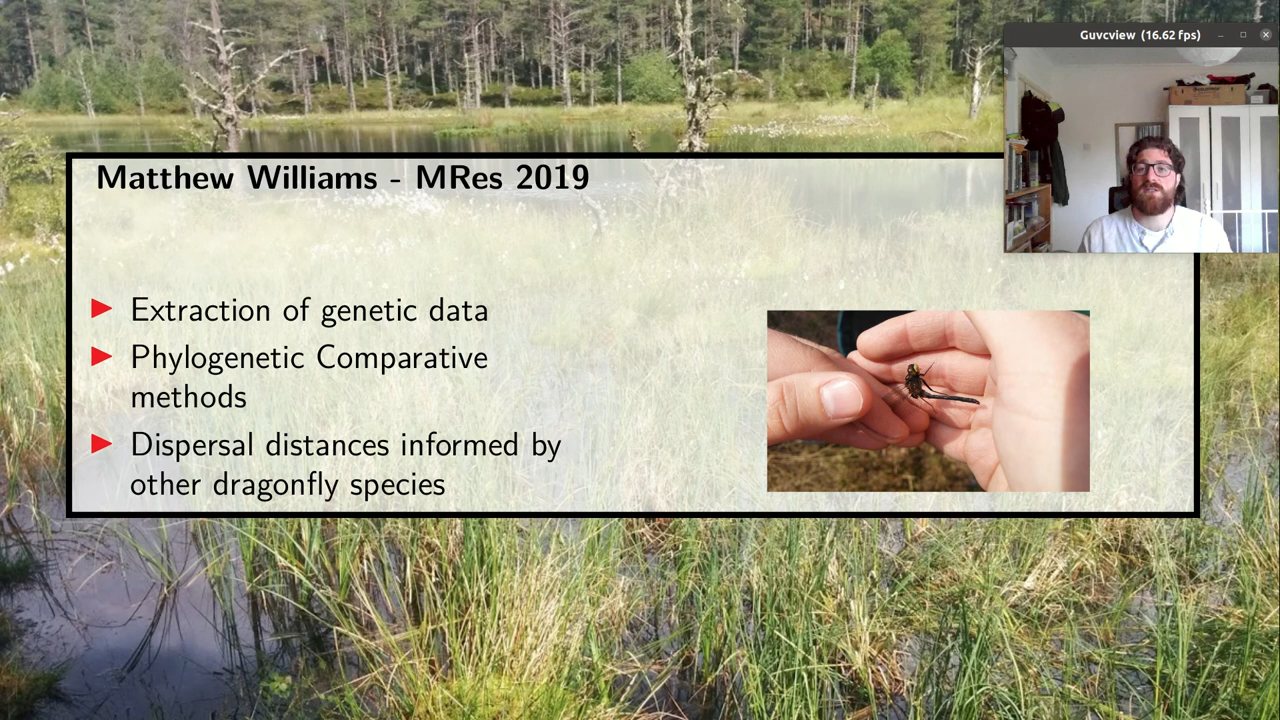 Guvcview (16.62 fps)
Matthew Williams - MRes 2019
Extraction of genetic data
Phylogenetic Comparative
methods
Dispersal distances informed by
other dragonfly species